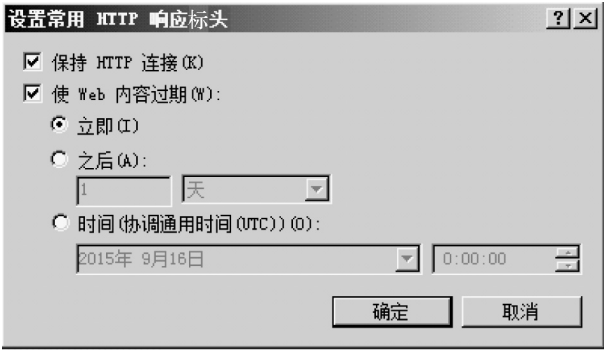 设置常用 HTTP 响应标头
保持 HTTP 连接(K)
使 Web 内容过期(W):
立即(I)
之后(A):
1 天
时间(协调通用时间(UTC))(O):
2015年 9月16日 0:00:00
确定 取消